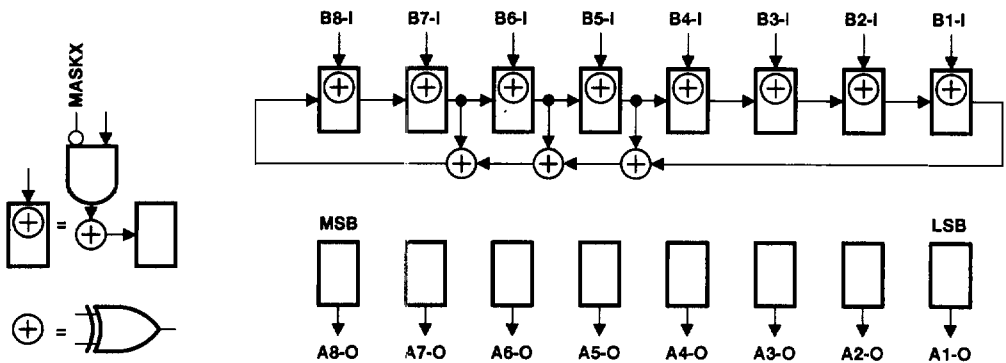 B8-I B7-I B6-I B5-I B4-I B3-I B2-I B1-I
MASKX
=
MSB LSB
=
A8-O A7-O A6-O A5-O A4-O A3-O A2-O A1-O